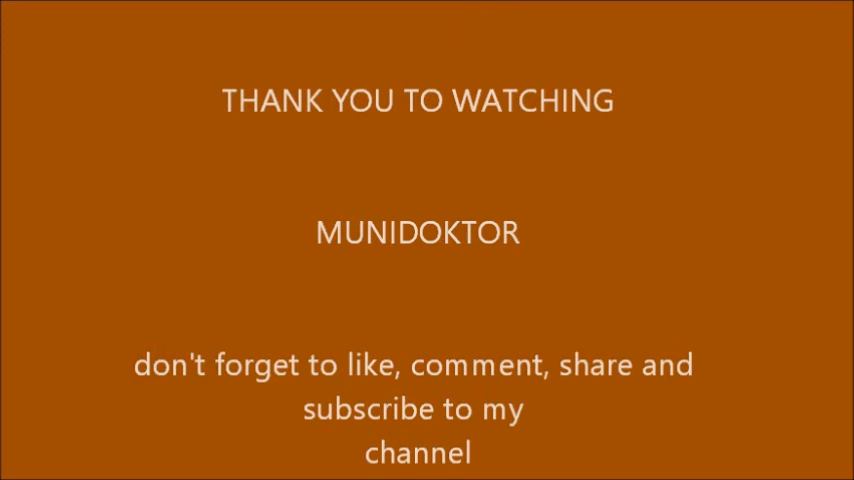 THANK YOU TO WATCHING
MUNIDOKTOR
don't forget to like, comment, share and
subscribe to my
channel